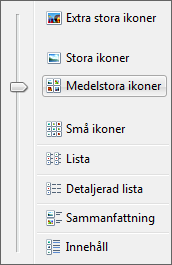 Extra stora ikoner
Stora ikoner
Medelstora ikoner
Små ikoner
Lista
Detaljerad lista
Sammanfattning
Innehåll